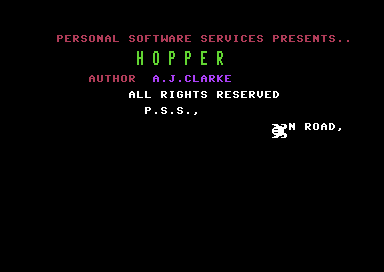 PERSONAL SOFTWARE SERVICES PRESENTS..
HOPPER
AUTHOR A.J.CLARKE
ALL RIGHTS RESERVED
P.S.S.,
N ROAD,